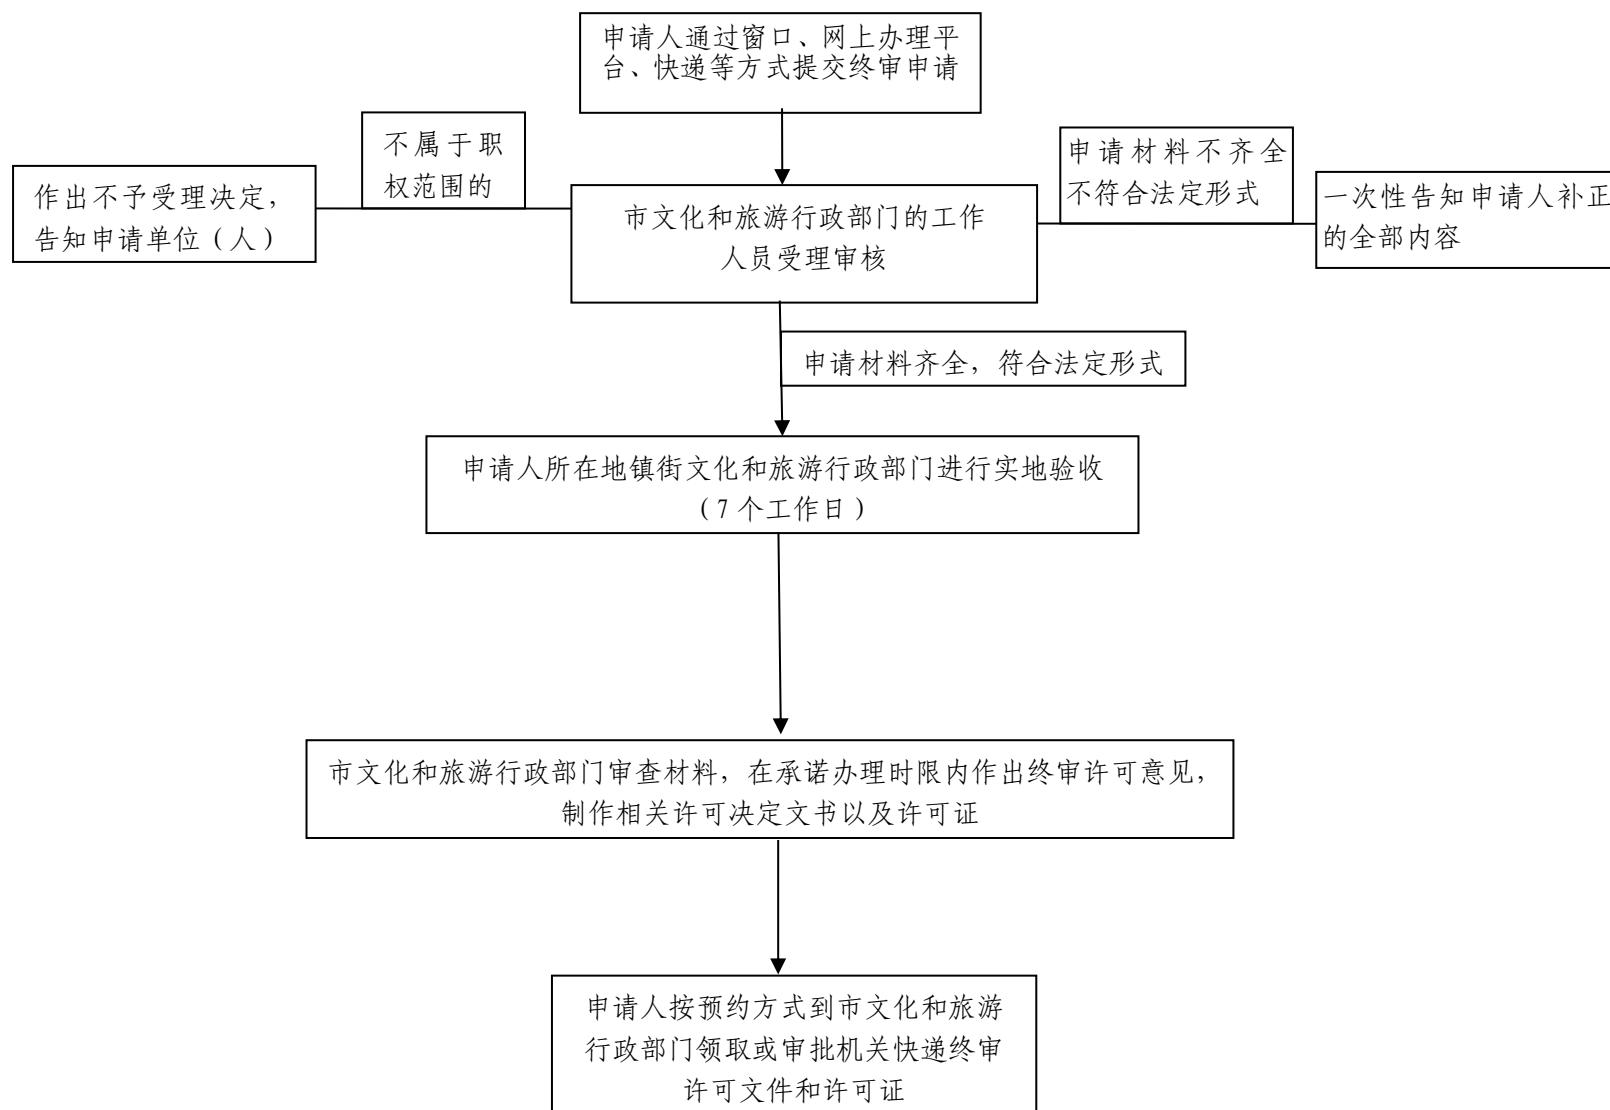 申请人通过窗口、网上办理平
台、快递等方式提交终审申请
不属于职
权范围的
申请材料不齐全
不符合法定形式
作出不予受理决定，
告知申请单位（人）
市文化和旅游行政部门的工作
人员受理审核
一次性告知申请人补正
的全部内容
申请材料齐全，符合法定形式
申请人所在地镇街文化和旅游行政部门进行实地验收
（7 个工作日）
市文化和旅游行政部门审查材料，在承诺办理时限内作出终审许可意见，
制作相关许可决定文书以及许可证
申请人按预约方式到市文化和旅游
行政部门领取或审批机关快递终审
许可文件和许可证